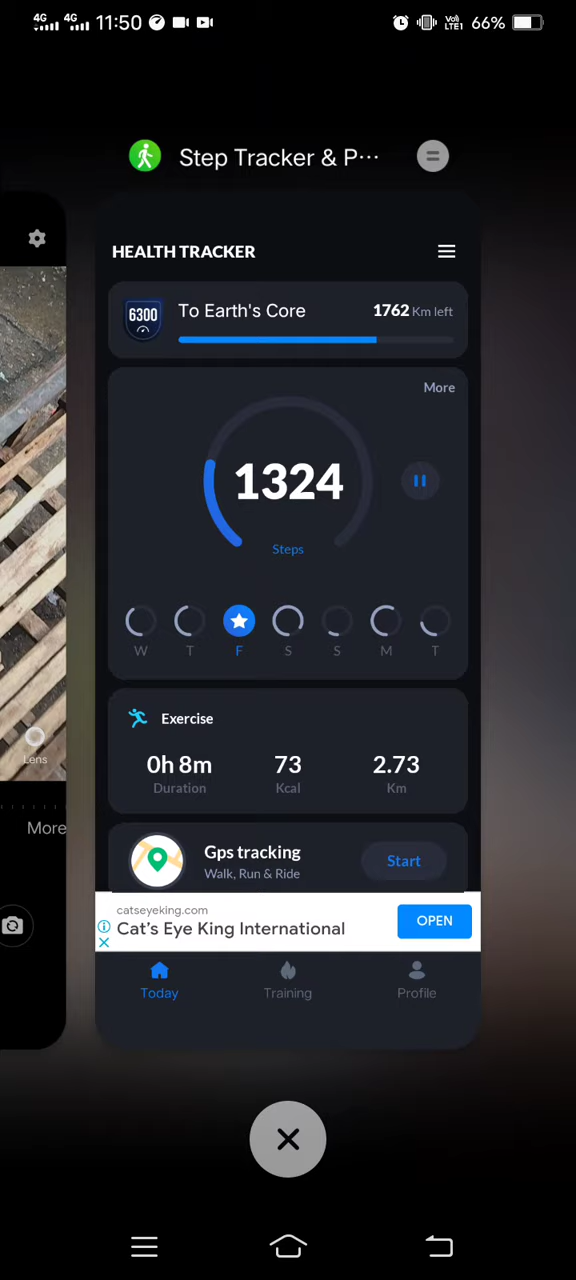 4G 4G 11:50 Vo) LTE1 66%
Step Tracker & P···
HEALTH TRACKER
6300 To Earth's Core 1762 Km left
More
1324
Steps
W T F S S M T
Exercise
0h 8m 73 2.73
Duration Kcal Km
Lens
More
Gps tracking Start
Walk, Run & Ride
catseyeking.com
Cat's Eye King International OPEN
Today Training Profile